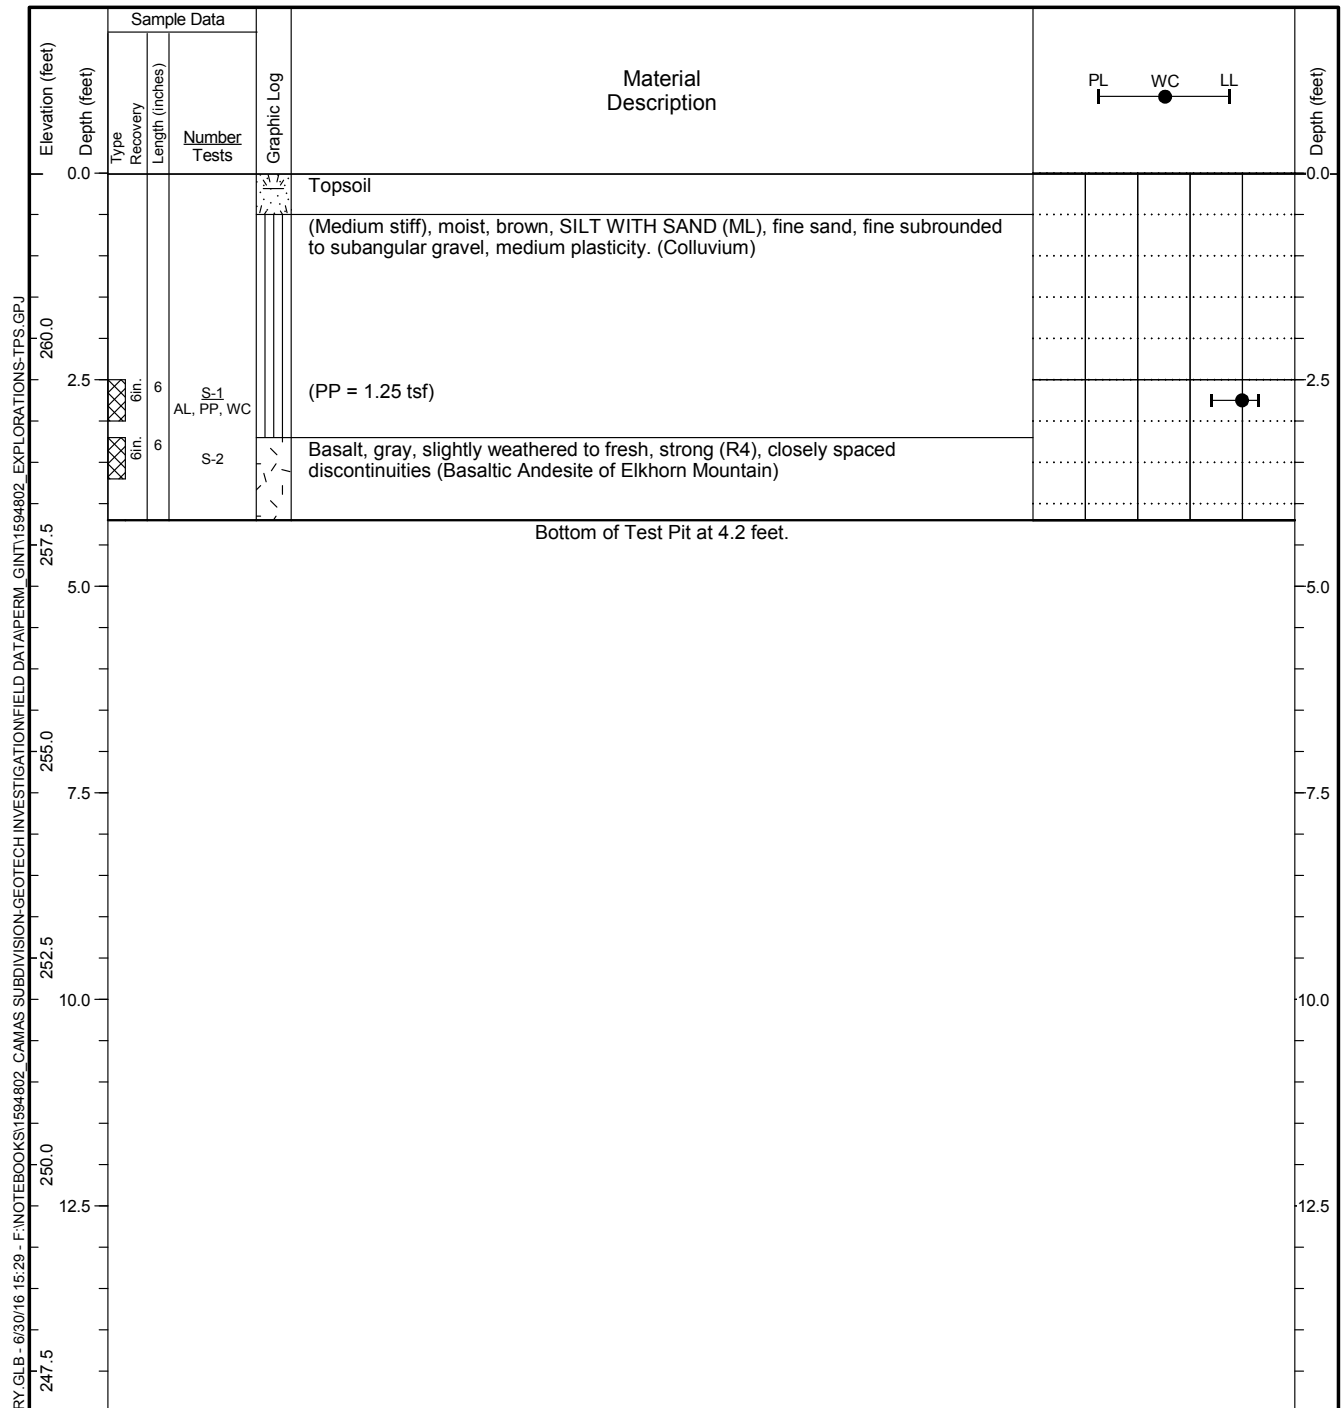 Sample Data
Elevation (feet)
Depth (feet)
Type
Recovery
Length (inches)
Number
Tests
Graphic Log
Material
Description
PL WC LL
Depth (feet)
0.0
0.0
Topsoil
(Medium stiff), moist, brown, SILT WITH SAND (ML), fine sand, fine subrounded
to subangular gravel, medium plasticity. (Colluvium)
260.0
2.5
6in.
6
S-1
AL, PP, WC
(PP = 1.25 tsf)
2.5
6in.
6
S-2
Basalt, gray, slightly weathered to fresh, strong (R4), closely spaced
discontinuities (Basaltic Andesite of Elkhorn Mountain)
257.5
Bottom of Test Pit at 4.2 feet.
5.0
5.0
255.0
7.5
7.5
252.5
10.0
10.0
250.0
12.5
12.5
247.5
RY.GLB - 6/30/16 15:29 - F:\NOTEBOOKS\1594802_CAMAS SUBDIVISION-GEOTECH INVESTIGATION\FIELD DATA\PERM_GINT\1594802_EXPLORATIONS-TPS.GPJ